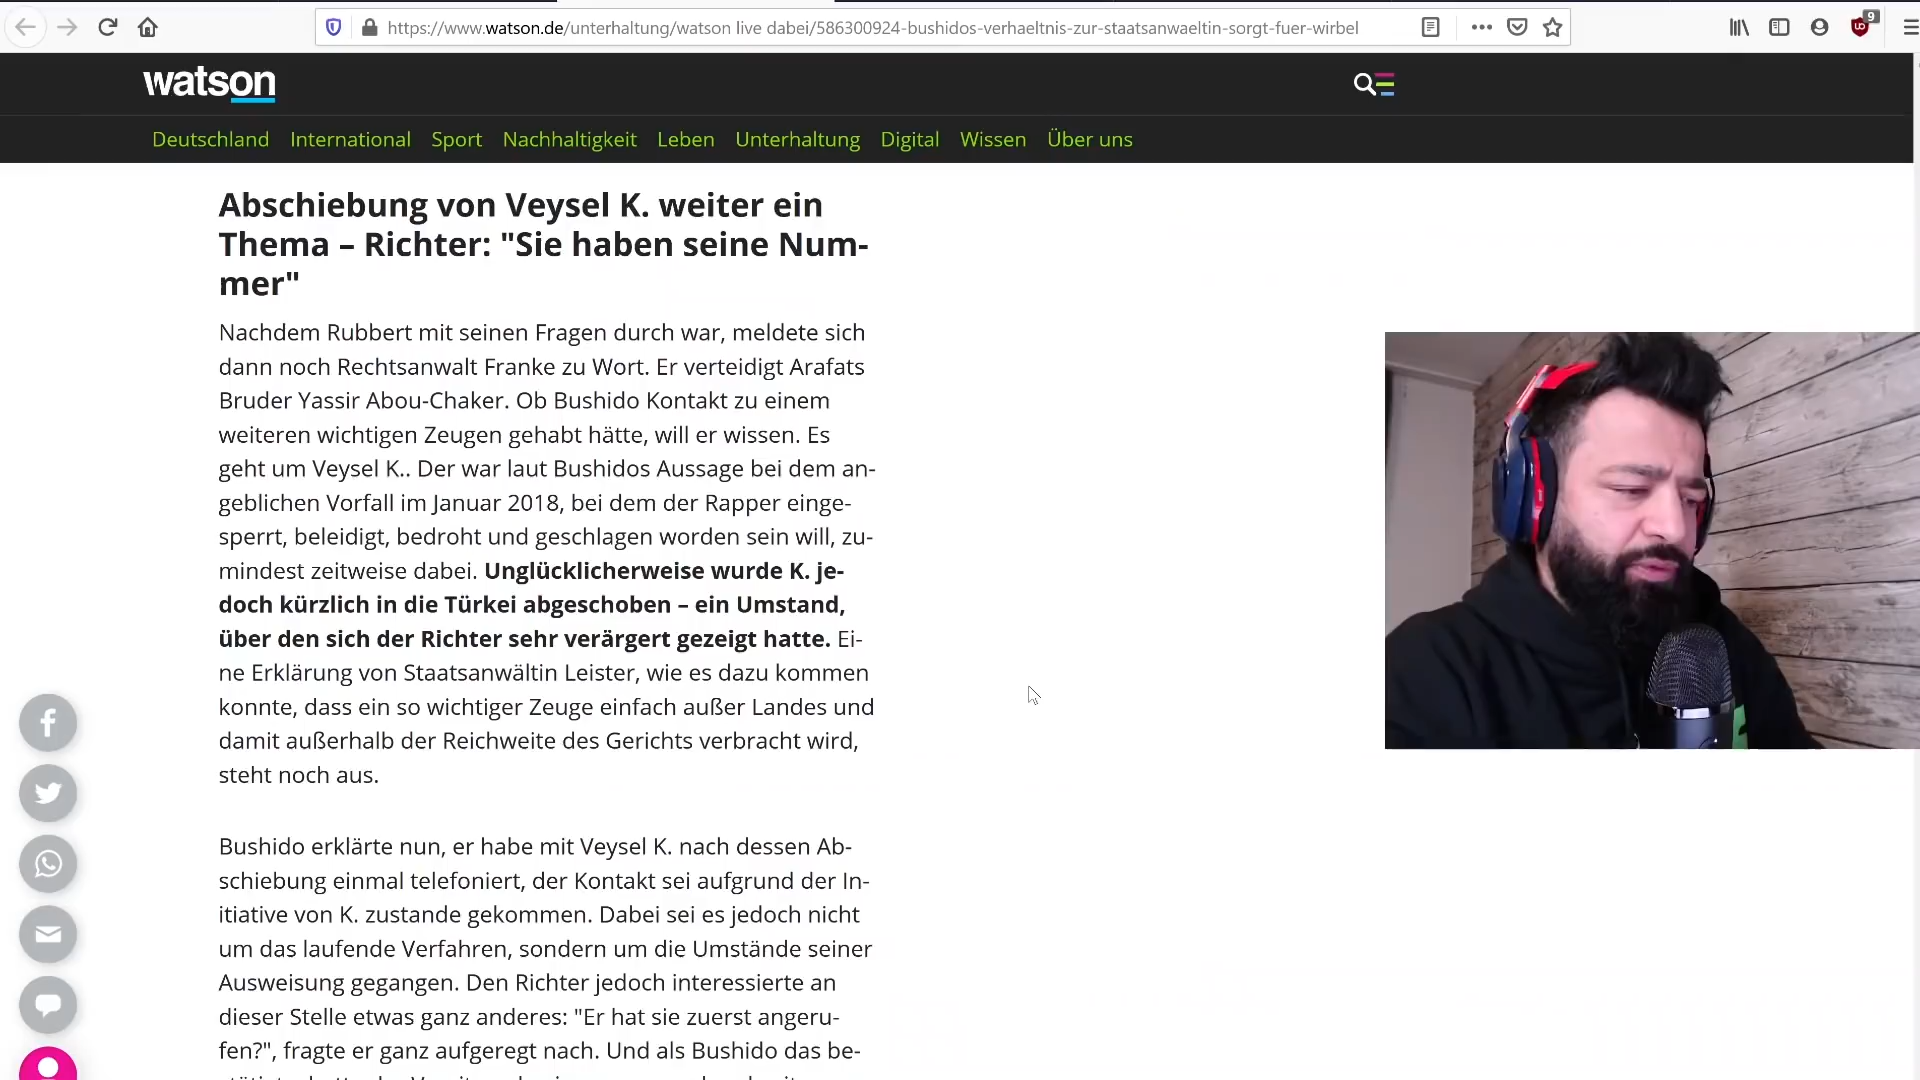 https://www.watson.de/unterhaltung/watson live dabei/586300924-bushidos-verhaeltnis-zur-staatsanwaeltin-sorgt-fuer-wirbel
9
watson
Deutschland International Sport Nachhaltigkeit Leben Unterhaltung Digital Wissen Über uns
Abschiebung von Veysel K. weiter ein
Thema – Richter: "Sie haben seine Num-
mer"
Nachdem Rubbert mit seinen Fragen durch war, meldete sich
dann noch Rechtsanwalt Franke zu Wort. Er verteidigt Arafats
Bruder Yassir Abou-Chaker. Ob Bushido Kontakt zu einem
weiteren wichtigen Zeugen gehabt hätte, will er wissen. Es
geht um Veysel K.. Der war laut Bushidos Aussage bei dem an-
geblichen Vorfall im Januar 2018, bei dem der Rapper einge-
sperrt, beleidigt, bedroht und geschlagen worden sein will, zu-
mindest zeitweise dabei. Unglücklicherweise wurde K. je-
doch kürzlich in die Türkei abgeschoben – ein Umstand,
über den sich der Richter sehr verärgert gezeigt hatte. Ei-
ne Erklärung von Staatsanwältin Leister, wie es dazu kommen
konnte, dass ein so wichtiger Zeuge einfach außer Landes und
damit außerhalb der Reichweite des Gerichts verbracht wird,
steht noch aus.
Bushido erklärte nun, er habe mit Veysel K. nach dessen Ab-
schiebung einmal telefoniert, der Kontakt sei aufgrund der In-
itiative von K. zustande gekommen. Dabei sei es jedoch nicht
um das laufende Verfahren, sondern um die Umstände seiner
Ausweisung gegangen. Den Richter jedoch interessierte an
dieser Stelle etwas ganz anderes: "Er hat sie zuerst angeru-
fen?", fragte er ganz aufgeregt nach. Und als Bushido das be-